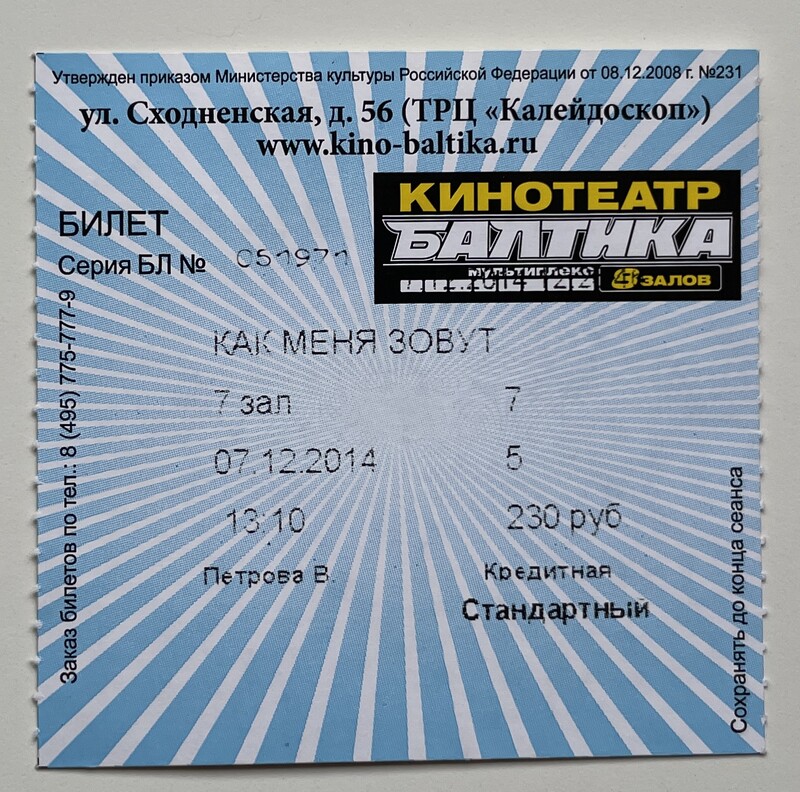 Утвержден приказом Министерства культуры Российской Федерации от 08.12.2008 г. №231
ул. Сходненская, д. 56 (ТРЦ «Калейдоскоп»)
www.kino-baltika.ru
КИНОТЕАТР
БАЛТИКА
мультиплекс
ЗАЛОВ
БИЛЕТ
Серия БЛ № 051971
КАК МЕНЯ ЗОВУТ
7 зал 7
07.12.2014 5
13:10 230 руб
Петрова В. Кредитная
Стандартный
Заказ билетов по тел.: 8 (495) 775-777-9
Сохранять до конца сеанса